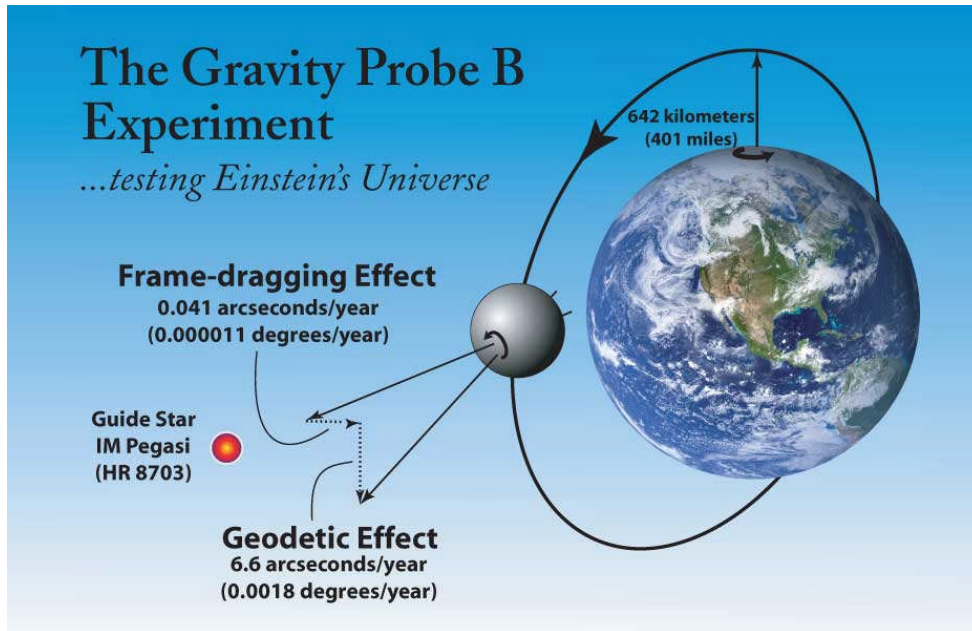 The Gravity Probe B
Experiment
...testing Einstein's Universe
642 kilometers
(401 miles)
Frame-dragging Effect
0.041 arcseconds/year
(0.000011 degrees/year)
Guide Star
IM Pegasi
(HR 8703)
Geodetic Effect
6.6 arcseconds/year
(0.0018 degrees/year)